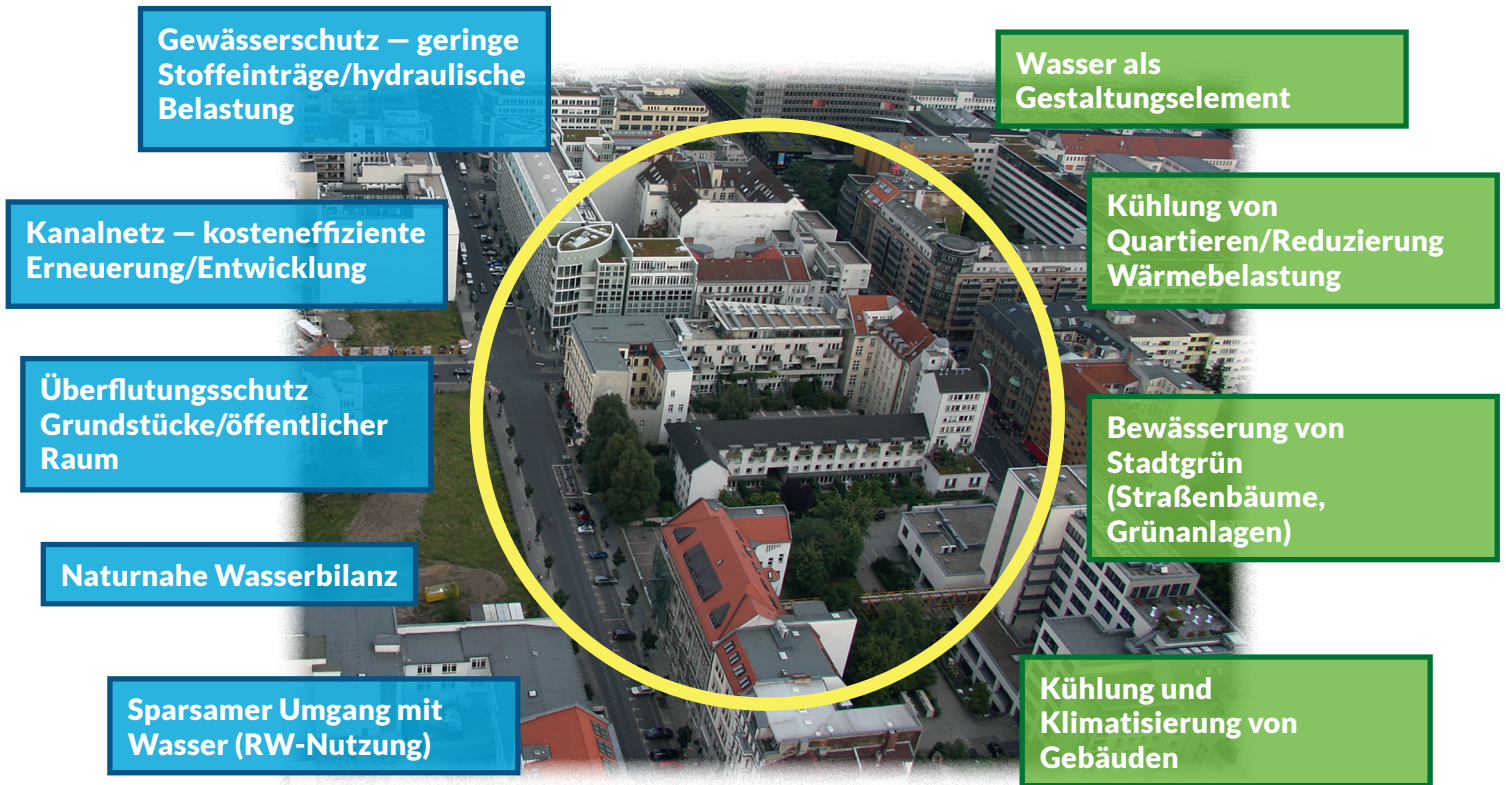 Gewässerschutz — geringe
Stoffeinträge/hydraulische
Belastung
Kanalnetz — kosteneffiziente
Erneuerung/Entwicklung
Überflutungsschutz
Grundstücke/öffentlicher
Raum
Naturnahe Wasserbilanz
Sparsamer Umgang mit
Wasser (RW-Nutzung)
Wasser als
Gestaltungselement
Kühlung von
Quartieren/Reduzierung
Wärmebelastung
Bewässerung von
Stadtgrün
(Straßenbäume,
Grünanlagen)
Kühlung und
Klimatisierung von
Gebäuden